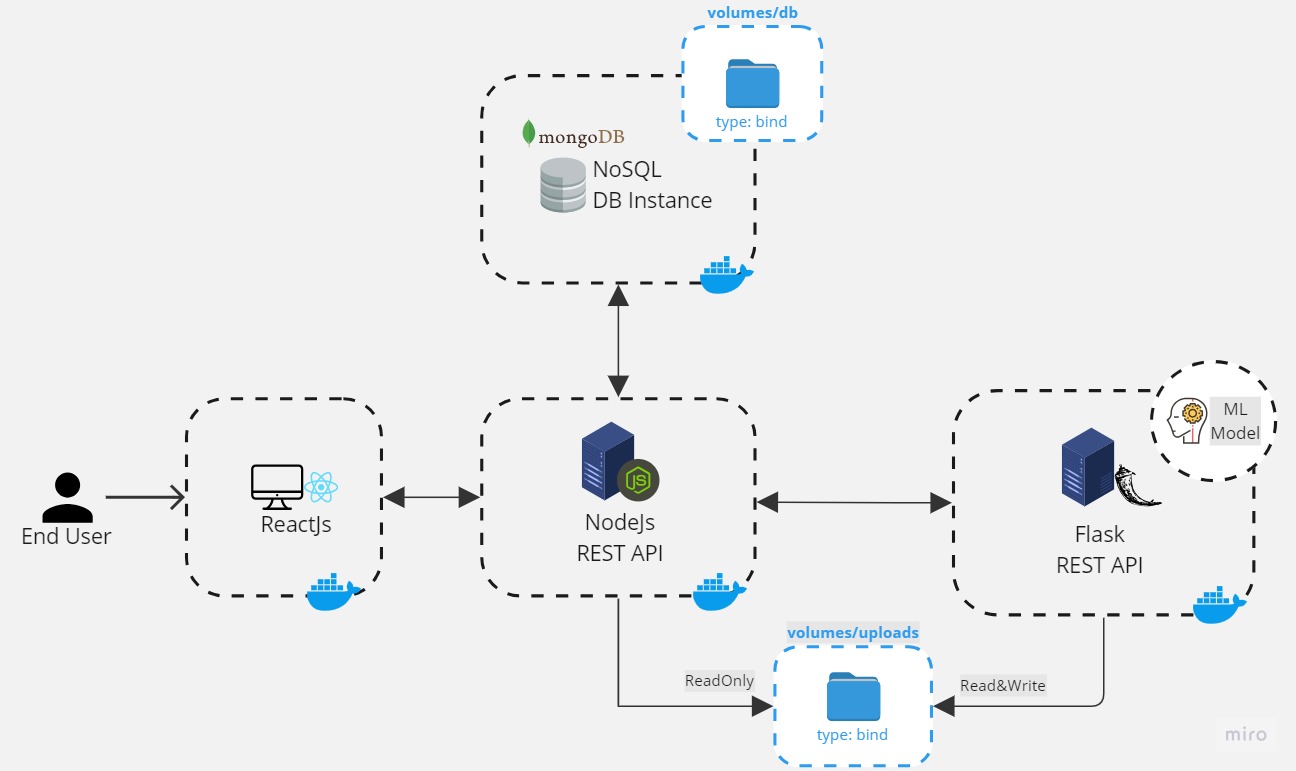 volumes/db
type: bind
mongoDB
NoSQL
DB Instance
End User
ReactJs
JS
NodeJs
REST API
Flask
REST API
ML
Model
volumes/uploads
ReadOnly
Read&Write
type: bind
miro